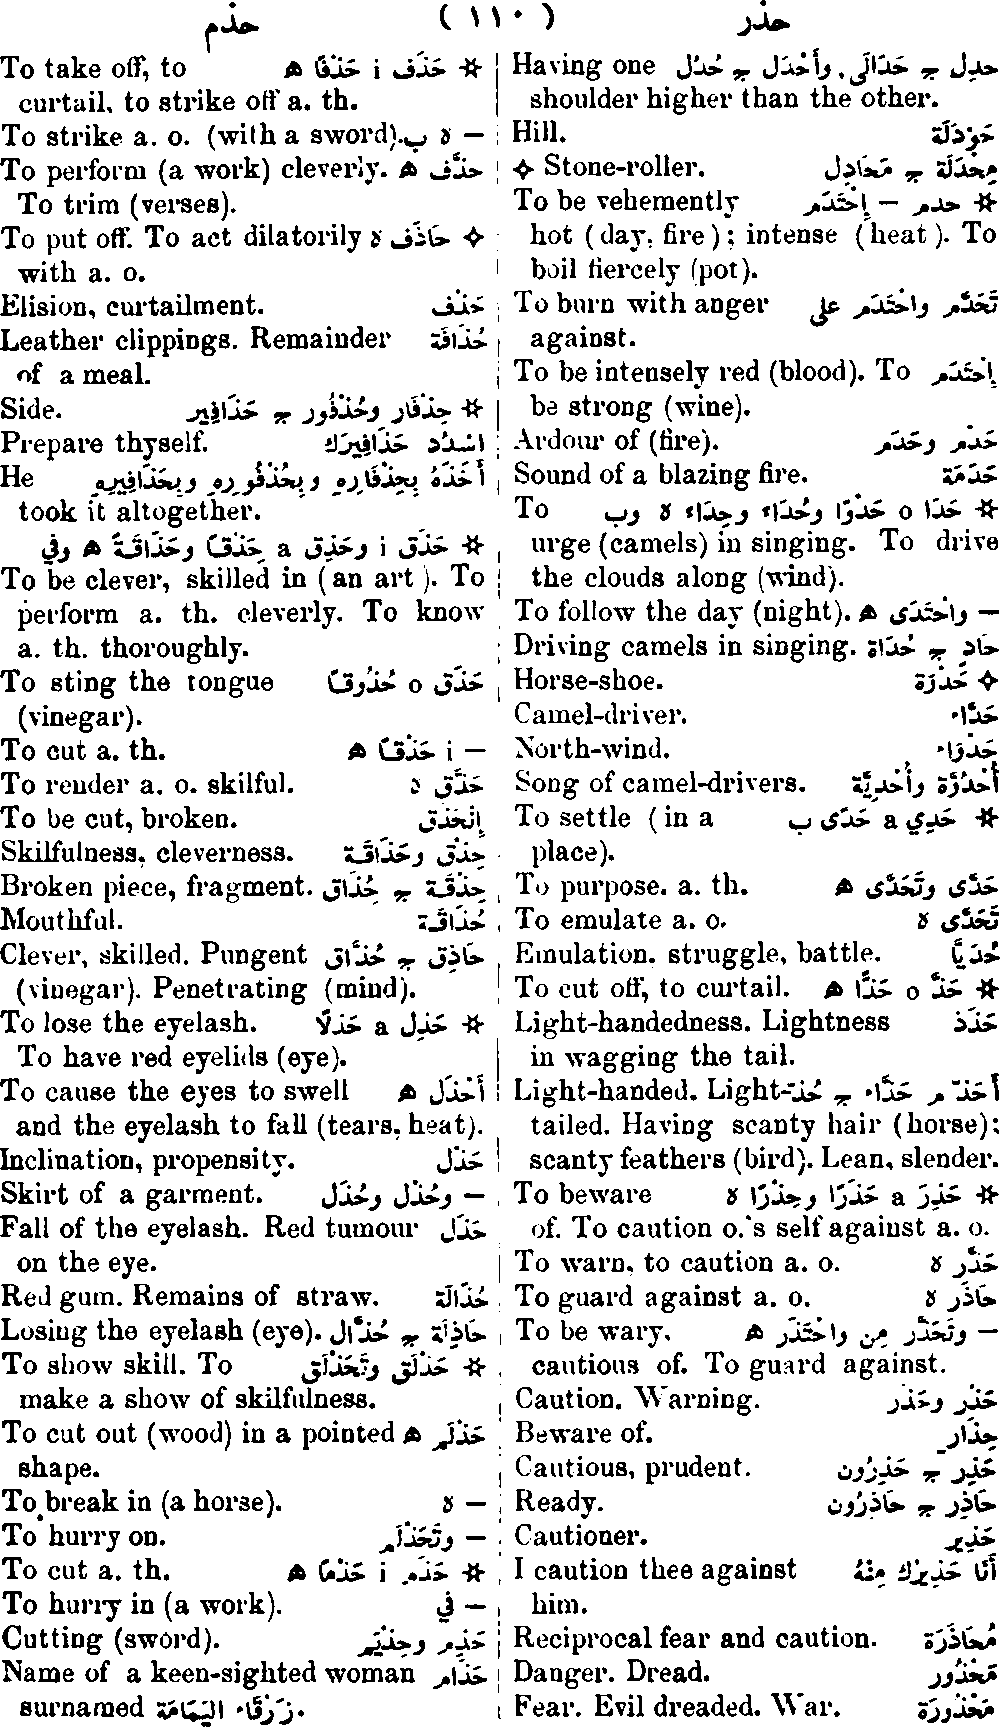 حذم ( ١١٠ ) حذر
Having one حدِل ج حَدَالَى, وأَحْدَل ج حُدْل
shoulder higher than the other.
Hill. حَوْدَلَة
✧ Stone-roller. مِحْدَلَة ج مَحَادِل
To be vehemently ✲ حدم – إِحْتَدَم
hot (day, fire); intense (heat). To
boil fiercely (pot).
To burn with anger تَحَدَّم واحْتَدَم على
against.
To be intensely red (blood). To إِحْتَدَم
be strong (wine).
Ardour of (fire). حَدْم وحَدَم
Sound of a blazing fire. حَدَمَة
To ✲ حَدَا o حَدْوًا وحُدَاء وحِدَاء ه وب
urge (camels) in singing. To drive
the clouds along (wind).
To follow the day (night). – واحْتَدَى ه
Driving camels in singing. حَادٍ ج حُدَاة
Horse-shoe. ✧ حَدْرَة
Camel-driver. حَدَّاء
North-wind. حَدْوَاء
Song of camel-drivers. أُحْدُوَّة وأُحْدِيَّة
To settle (in a ✲ حَدِيَ a حَدًى ب
place).
To purpose. a. th. حَدَّى وتَحَدَّى ه
To emulate a. o. تَحَدَّى ه
Emulation. struggle, battle. حُدَيَّا
To cut off, to curtail. ✲ حَذَّ o حَذًّا ه
Light-handedness. Lightness حَذَذ
in wagging the tail.
Light-handed. Light- أَحَذّ م حَذَّاء ج حُذّ
tailed. Having scanty hair (horse);
scanty feathers (bird). Lean, slender.
To beware ✲ حَذِرَ a حَذَرًا وحِذْرًا ه
of. To caution o.'s self against a. o.
To warn, to caution a. o. حَذَّر ه
To guard against a. o. حَاذَر ه
To be wary, – وتَحَذَّر مِن واحْتَذَر ه
cautious of. To guard against.
Caution. Warning. حَذْر وحَذَر
Beware of. حِذَارِ
Cautious, prudent. حَذِر ج حَذِرُون
Ready. حَاذِر ج حَاذِرُون
Cautioner. حَذِير
I caution thee against أَنَا حَذِيرُكَ مِنْهُ
him.
Reciprocal fear and caution. مُحَاذَرَة
Danger. Dread. مَحْذُور
Fear. Evil dreaded. War. مَحْذُورَة
To take off, to ✲ حَذَف i حَذْفًا ه
curtail, to strike off a. th.
To strike a. o. (with a sword). – ه ب
To perform (a work) cleverly. حذَّف ه
To trim (verses).
To put off. To act dilatorily ✧ حَاذَف ه
with a. o.
Elision, curtailment. حَذْف
Leather clippings. Remainder حُذَافَة
of a meal.
Side. ✲ حِذْفَار وحُذْفُور ج حَذَافِير
Prepare thyself. اشْدُد حَذَافِيرَك
He أَخَذَهُ بِحِذْفَارِهِ وبِحُذْفُورِهِ وبِحَذَافِيرِهِ
took it altogether.
✲ حَذَق i وحَذِق a حِذْقًا وحَذَاقَةً ه وفي
To be clever, skilled in (an art). To
perform a. th. cleverly. To know
a. th. thoroughly.
To sting the tongue حَذَق o حُذُوقًا
(vinegar).
To cut a. th. – i حَذْقًا ه
To render a. o. skilful. حَذَّق ه
To be cut, broken. إِنْحَذَق
Skilfulness, cleverness. حِذْق وحَذَاقَة
Broken piece, fragment. حِذْقَة ج حُذَاق
Mouthful. حُذَاقَة
Clever, skilled. Pungent حَاذِق ج حُذَّاق
(vinegar). Penetrating (mind).
To lose the eyelash. ✲ حَذِل a حَذَلًا
To have red eyelids (eye).
To cause the eyes to swell أَحْذَل ه
and the eyelash to fall (tears, heat).
Inclination, propensity. حَذْل
Skirt of a garment. – وحُذْل وحُذَل
Fall of the eyelash. Red tumour حَذَل
on the eye.
Red gum. Remains of straw. حُذَالَة
Losing the eyelash (eye). حَاذِلَة ج حُذَّال
To show skill. To ✲ حَذْلَق وتَحَذْلَق
make a show of skilfulness.
To cut out (wood) in a pointed حَذْلَم ه
shape.
To break in (a horse). – ه
To hurry on. – وتَحَذْلَم
To cut a. th. ✲ حَذَم i حَذْمًا ه
To hurry in (a work). – في
Cutting (sword). حَذِم وحِذْيَم
Name of a keen-sighted woman حَذَامِ
surnamed زَرْقَاء اليَمَامَة.